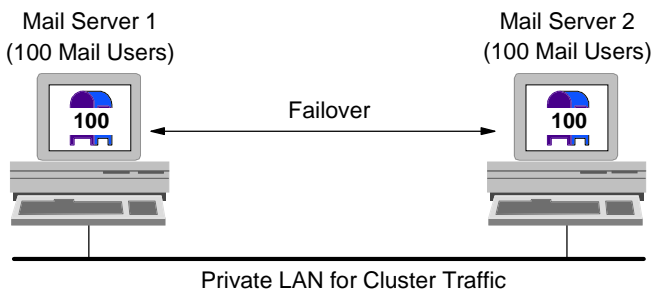 Mail Server 1
(100 Mail Users)
Mail Server 2
(100 Mail Users)
100
Failover
100
Private LAN for Cluster Traffic